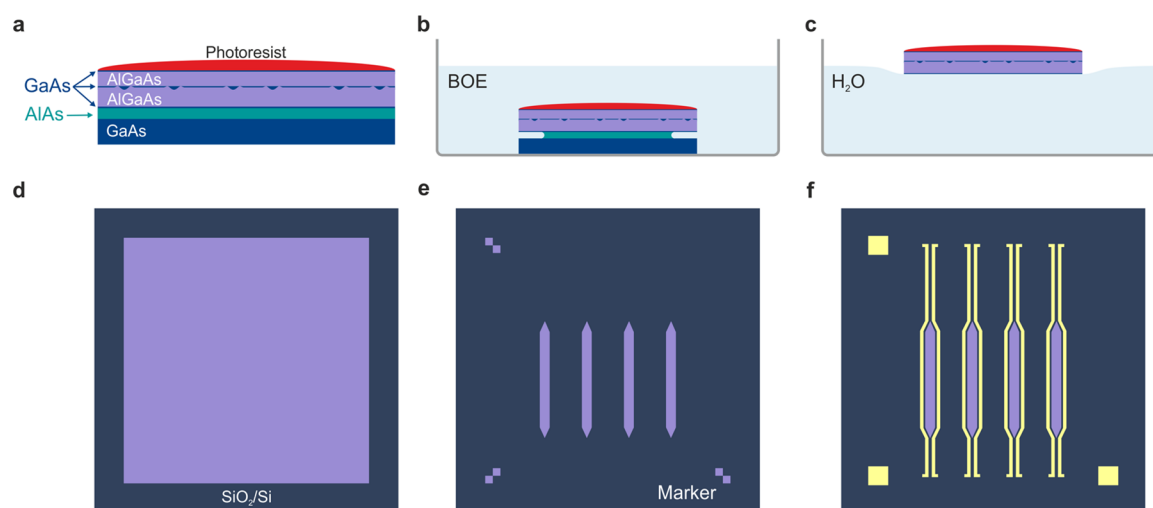 a
Photoresist
AlGaAs
GaAs
AlGaAs
AlAs
GaAs
b
BOE
c
H₂O
d
SiO₂/Si
e
Marker
f